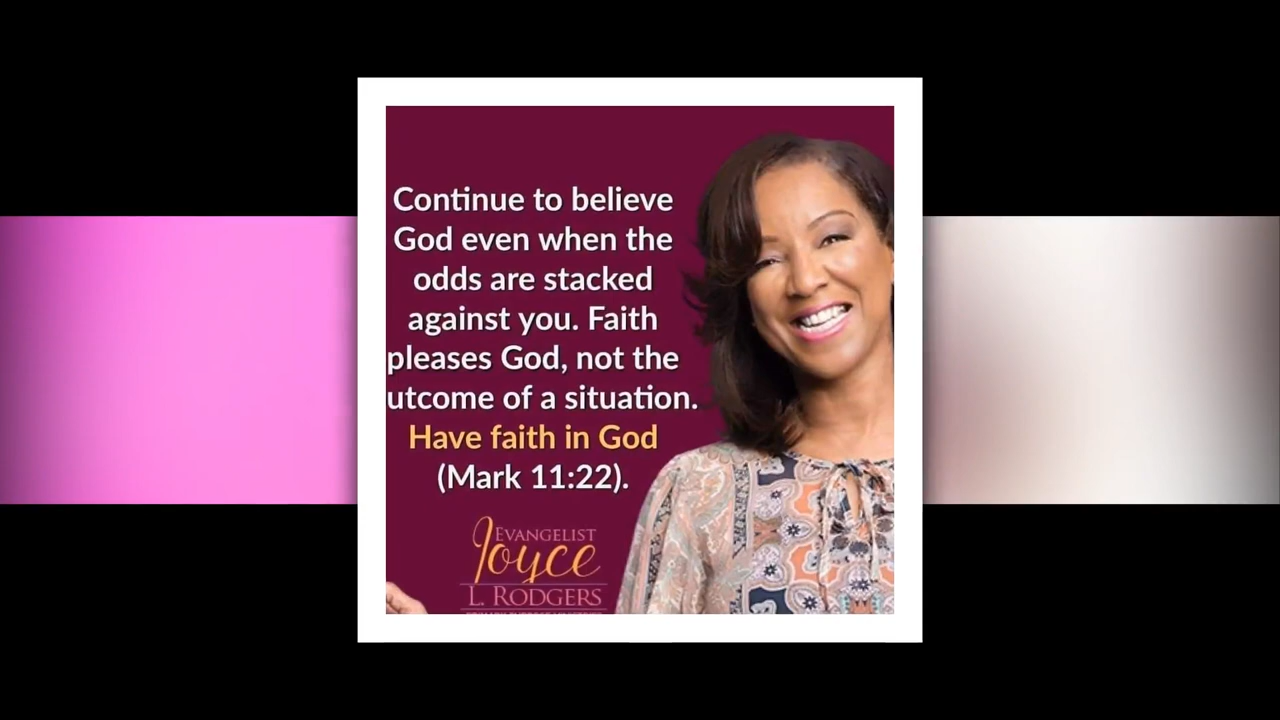 Continue to believe
God even when the
odds are stacked
against you. Faith
pleases God, not the
utcome of a situation.
Have faith in God
(Mark 11:22).
EVANGELIST
Joyce
L. RODGERS